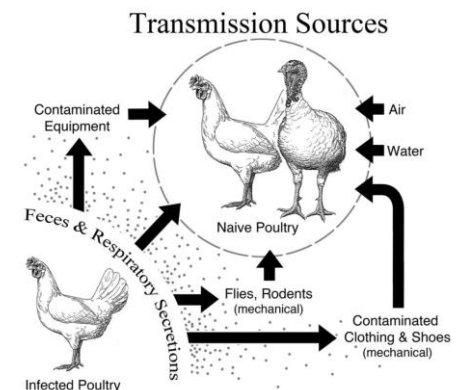 Transmission Sources
Contaminated
Equipment
Air
Water
Naive Poultry
Feces & Respiratory Secretions
Flies, Rodents
(mechanical)
Contaminated
Clothing & Shoes
(mechanical)
Infected Poultry